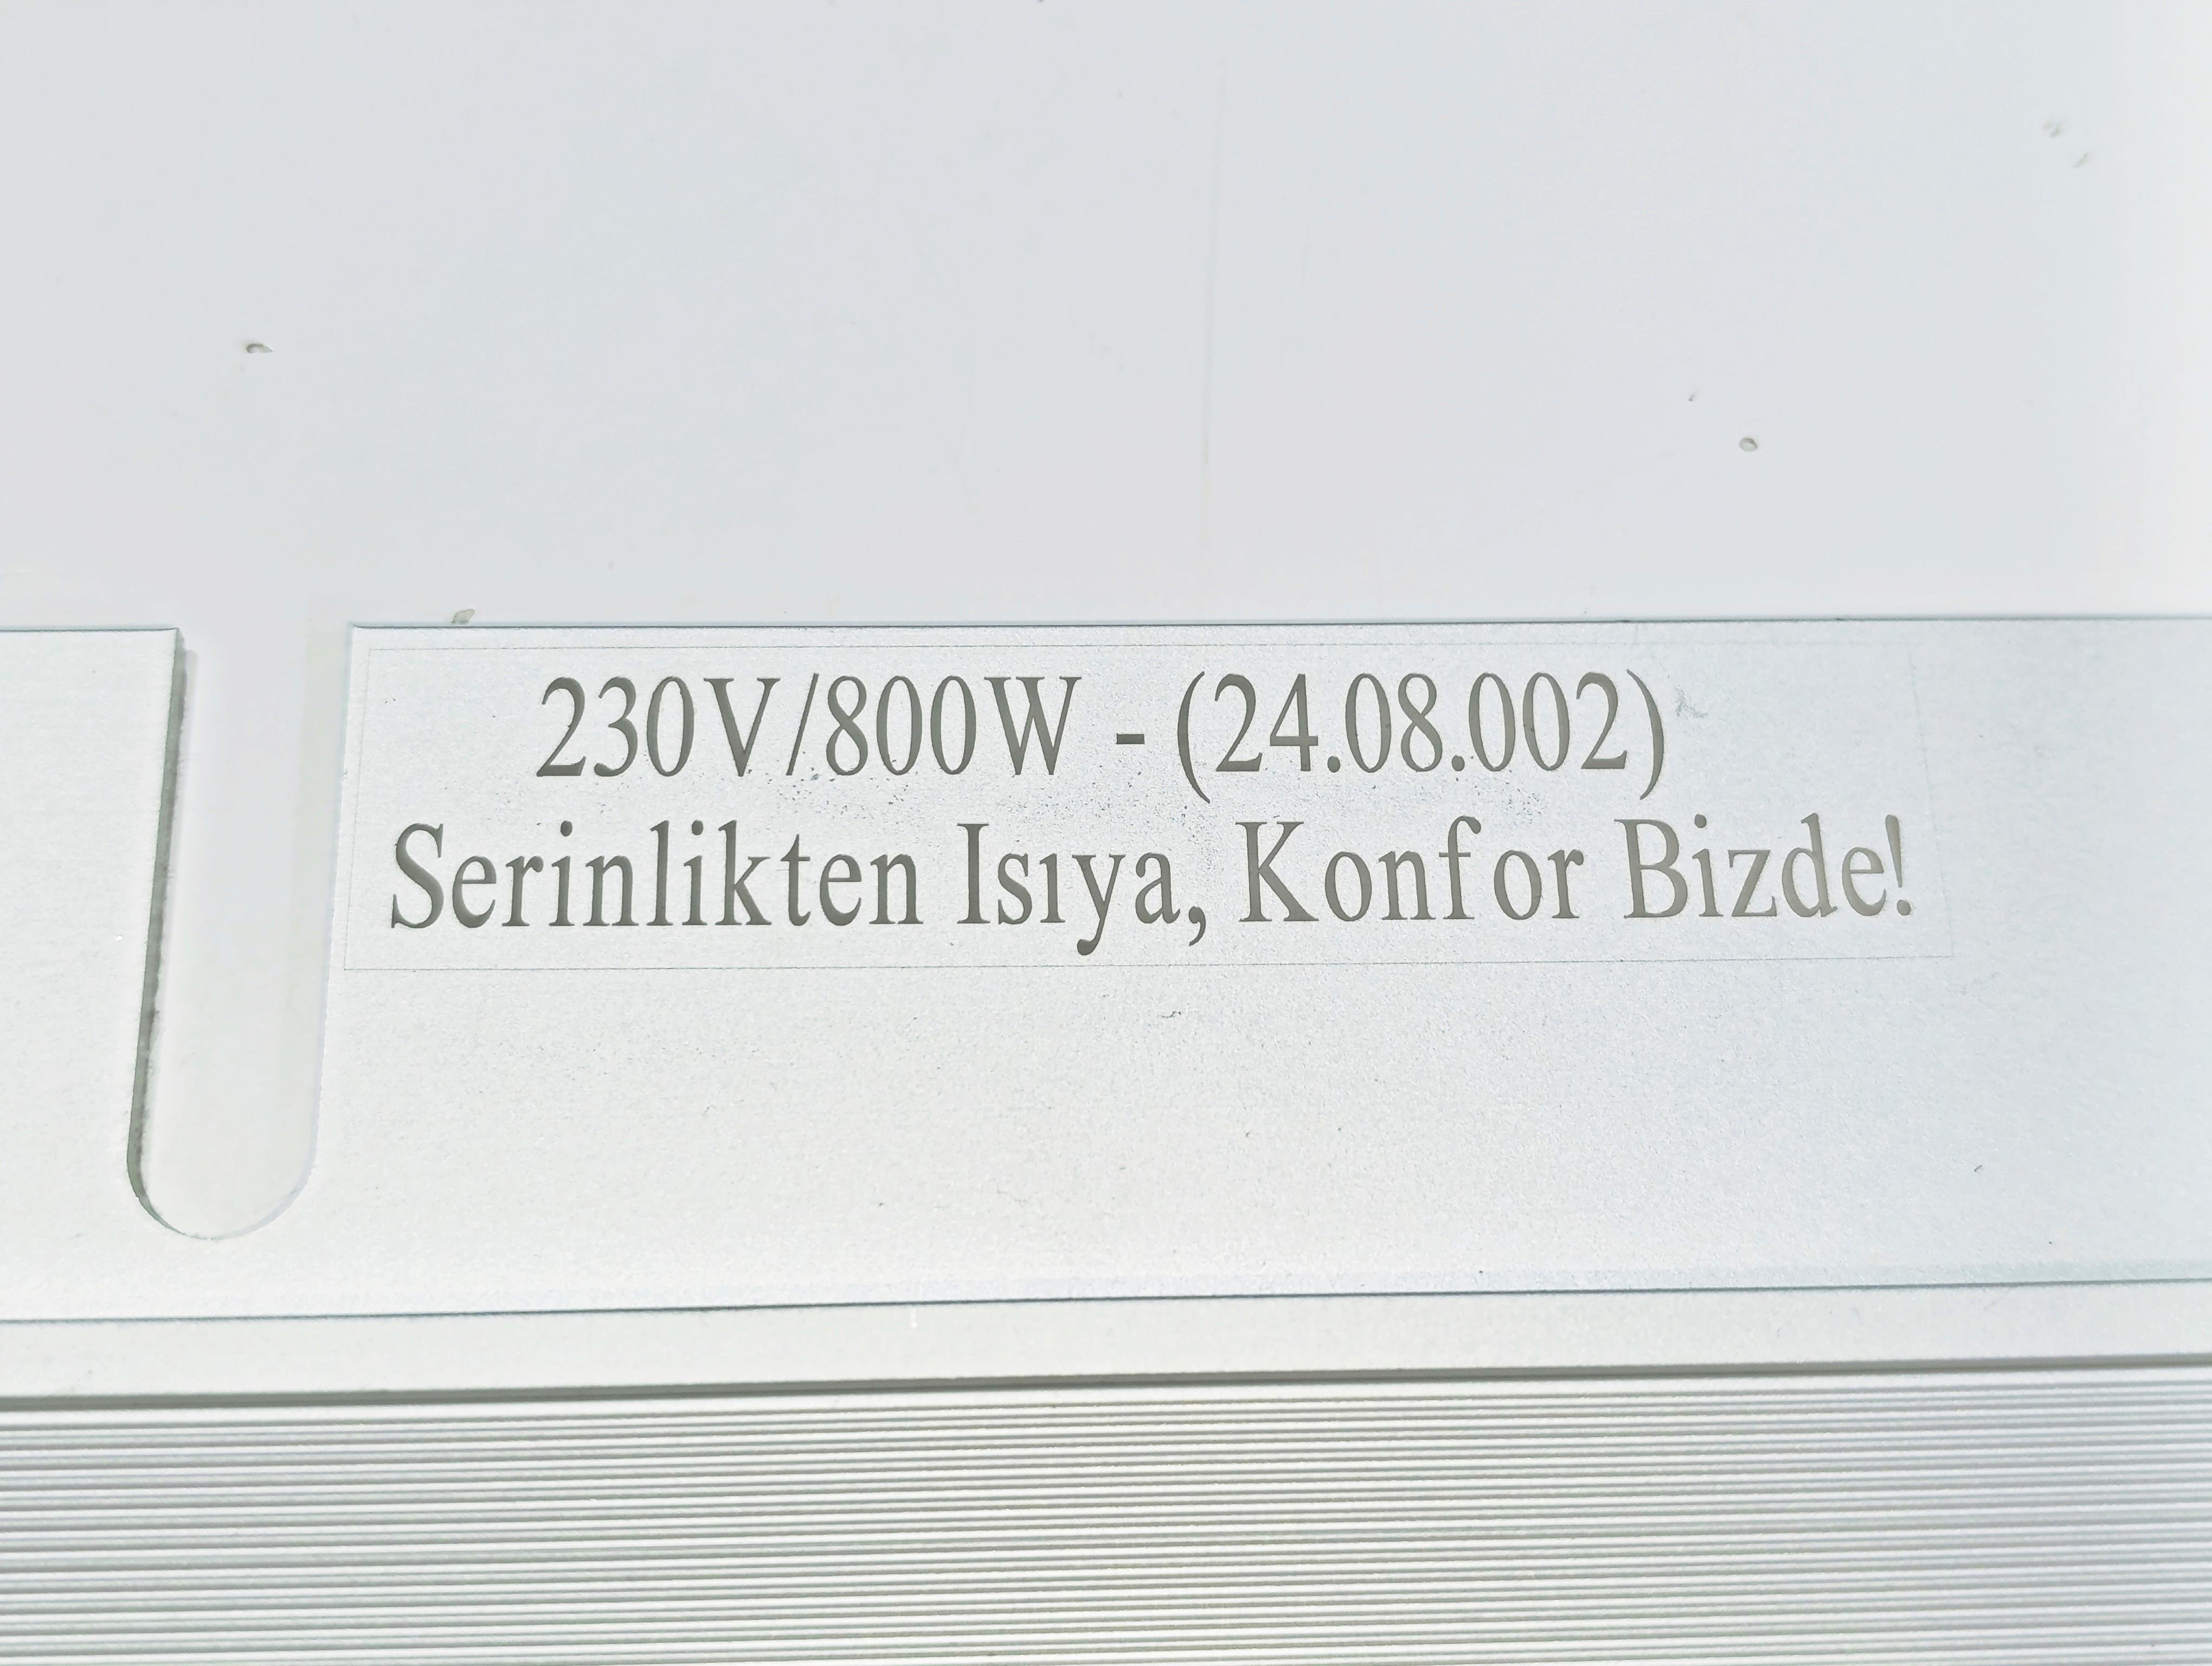 230V/800W - (24.08.002)
Serinlikten Isıya, Konfor Bizde!